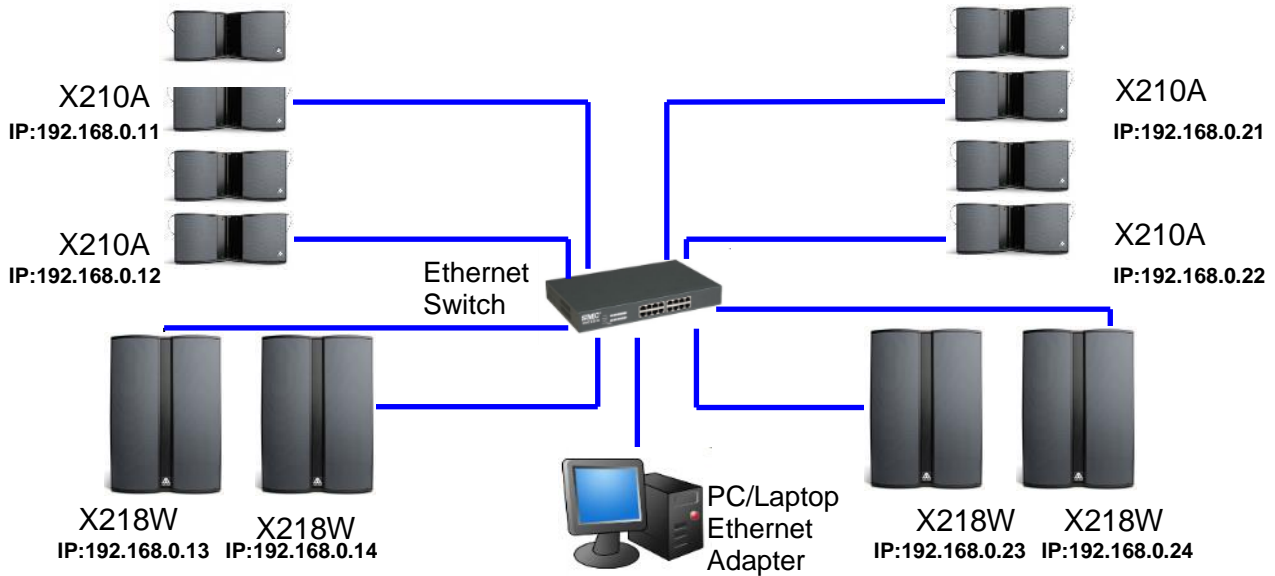 X210A
IP:192.168.0.11
X210A
IP:192.168.0.12
X210A
IP:192.168.0.21
X210A
IP:192.168.0.22
Ethernet
Switch
X218W
IP:192.168.0.13
X218W
IP:192.168.0.14
PC/Laptop
Ethernet
Adapter
X218W
IP:192.168.0.23
X218W
IP:192.168.0.24